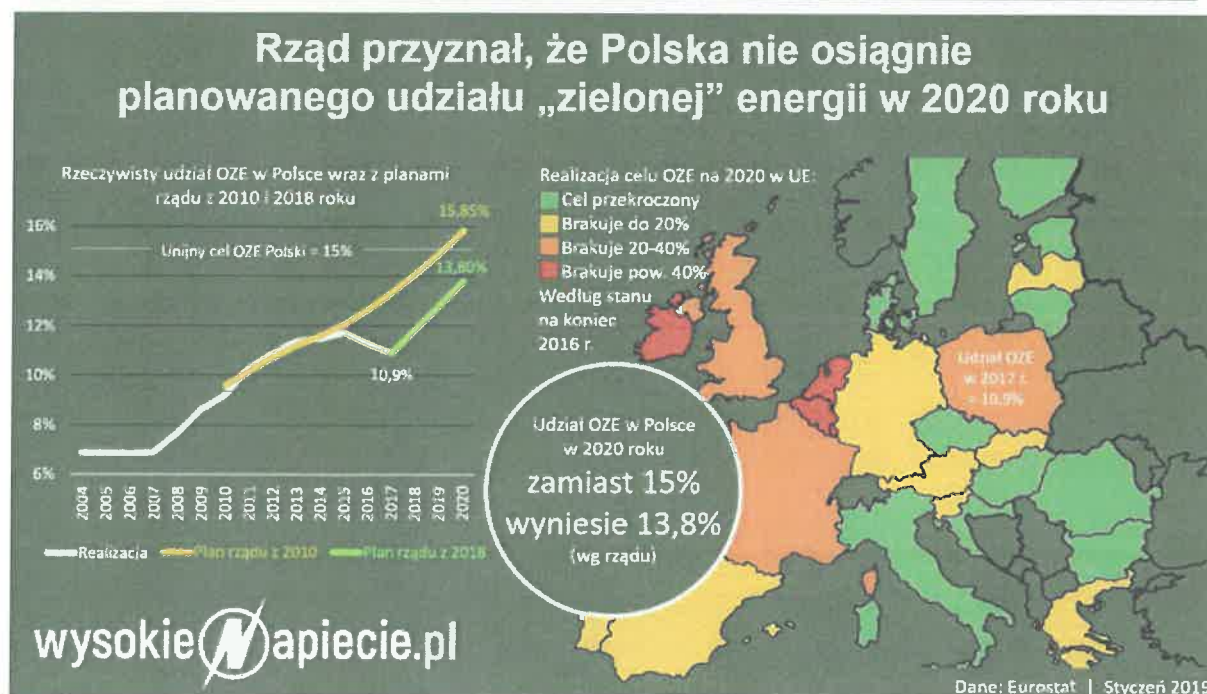 Rząd przyznał, że Polska nie osiągnie
planowanego udziału „zielonej” energii w 2020 roku
Rzeczywisty udział OZE w Polsce wraz z planami
rządu z 2010 i 2018 roku
16%
14%
12%
10%
8%
6%
Unijny cel OZE Polski = 15%
15,85%
13,80%
10,9%
2004
2005
2006
2007
2008
2009
2010
2011
2012
2013
2014
2015
2016
2017
2018
2019
2020
Realizacja
Plan rządu z 2010
Plan rządu z 2018
Realizacja celu OZE na 2020 w UE:
Cel przekroczony
Brakuje do 20%
Brakuje 20-40%
Brakuje pow. 40%
Według stanu
na koniec
2016 r.
Udział OZE
w 2017 r.
= 10,9%
Udział OZE w Polsce
w 2020 roku
zamiast 15%
wyniesie 13,8%
(wg rządu)
wysokieNapiecie.pl
Dane: Eurostat | Styczeń 2019